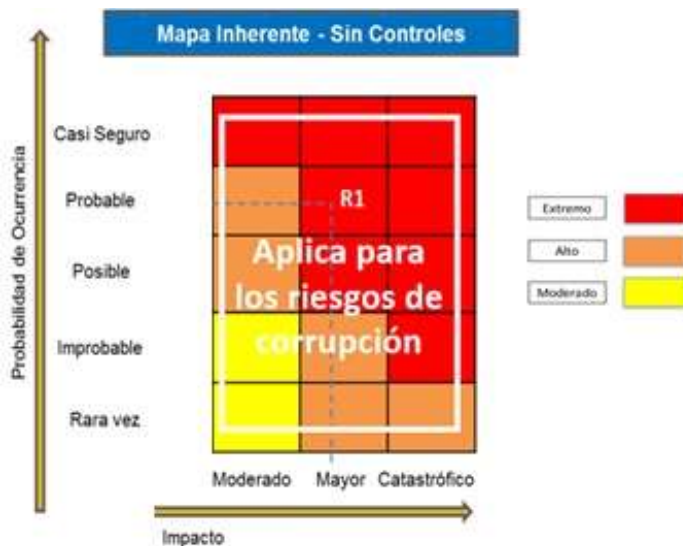 Mapa Inherente - Sin Controles
Probabilidad de Ocurrencia
Casi Seguro
Probable
Posible
Improbable
Rara vez
R1
Aplica para
los riesgos de
corrupción
Extremo
Alto
Moderado
Moderado Mayor Catastrófico
Impacto